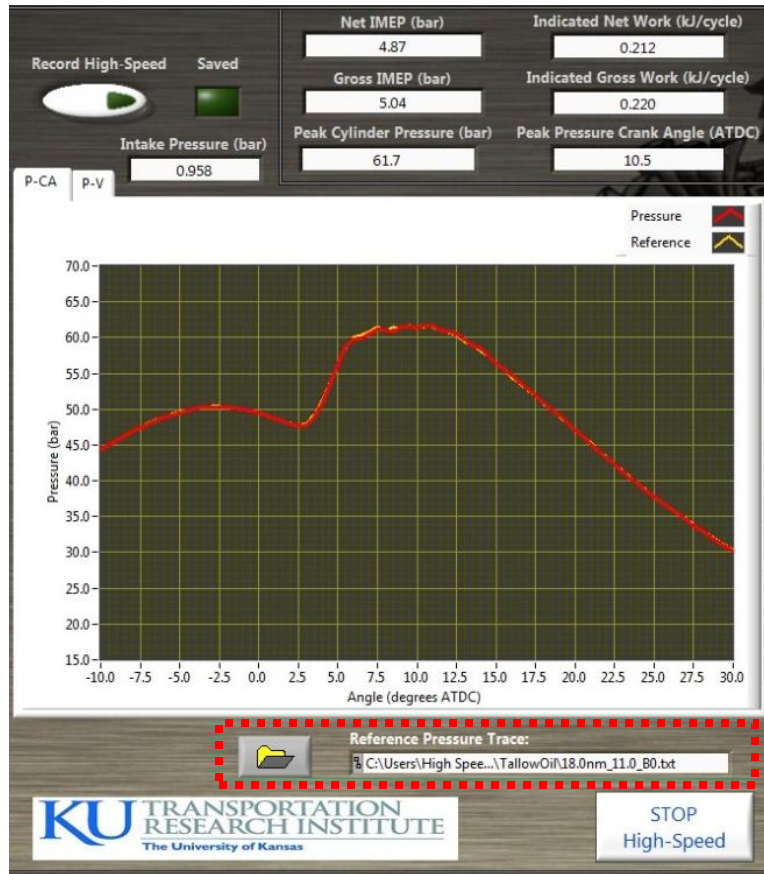 Net IMEP (bar)
Indicated Net Work (kJ/cycle)
4.87
0.212
Record High-Speed
Saved
Gross IMEP (bar)
Indicated Gross Work (kJ/cycle)
5.04
0.220
Intake Pressure (bar)
Peak Cylinder Pressure (bar)
Peak Pressure Crank Angle (ATDC)
0.958
61.7
10.5
P-CA
P-V
Pressure
Reference
70.0
65.0
60.0
55.0
50.0
45.0
40.0
35.0
30.0
25.0
20.0
15.0
Pressure (bar)
-10.0 -7.5 -5.0 -2.5 0.0 2.5 5.0 7.5 10.0 12.5 15.0 17.5 20.0 22.5 25.0 27.5 30.0
Angle (degrees ATDC)
Reference Pressure Trace:
C:\Users\High Spee...\TallowOil\18.0nm_11.0_B0.txt
KU TRANSPORTATION
RESEARCH INSTITUTE
The University of Kansas
STOP
High-Speed